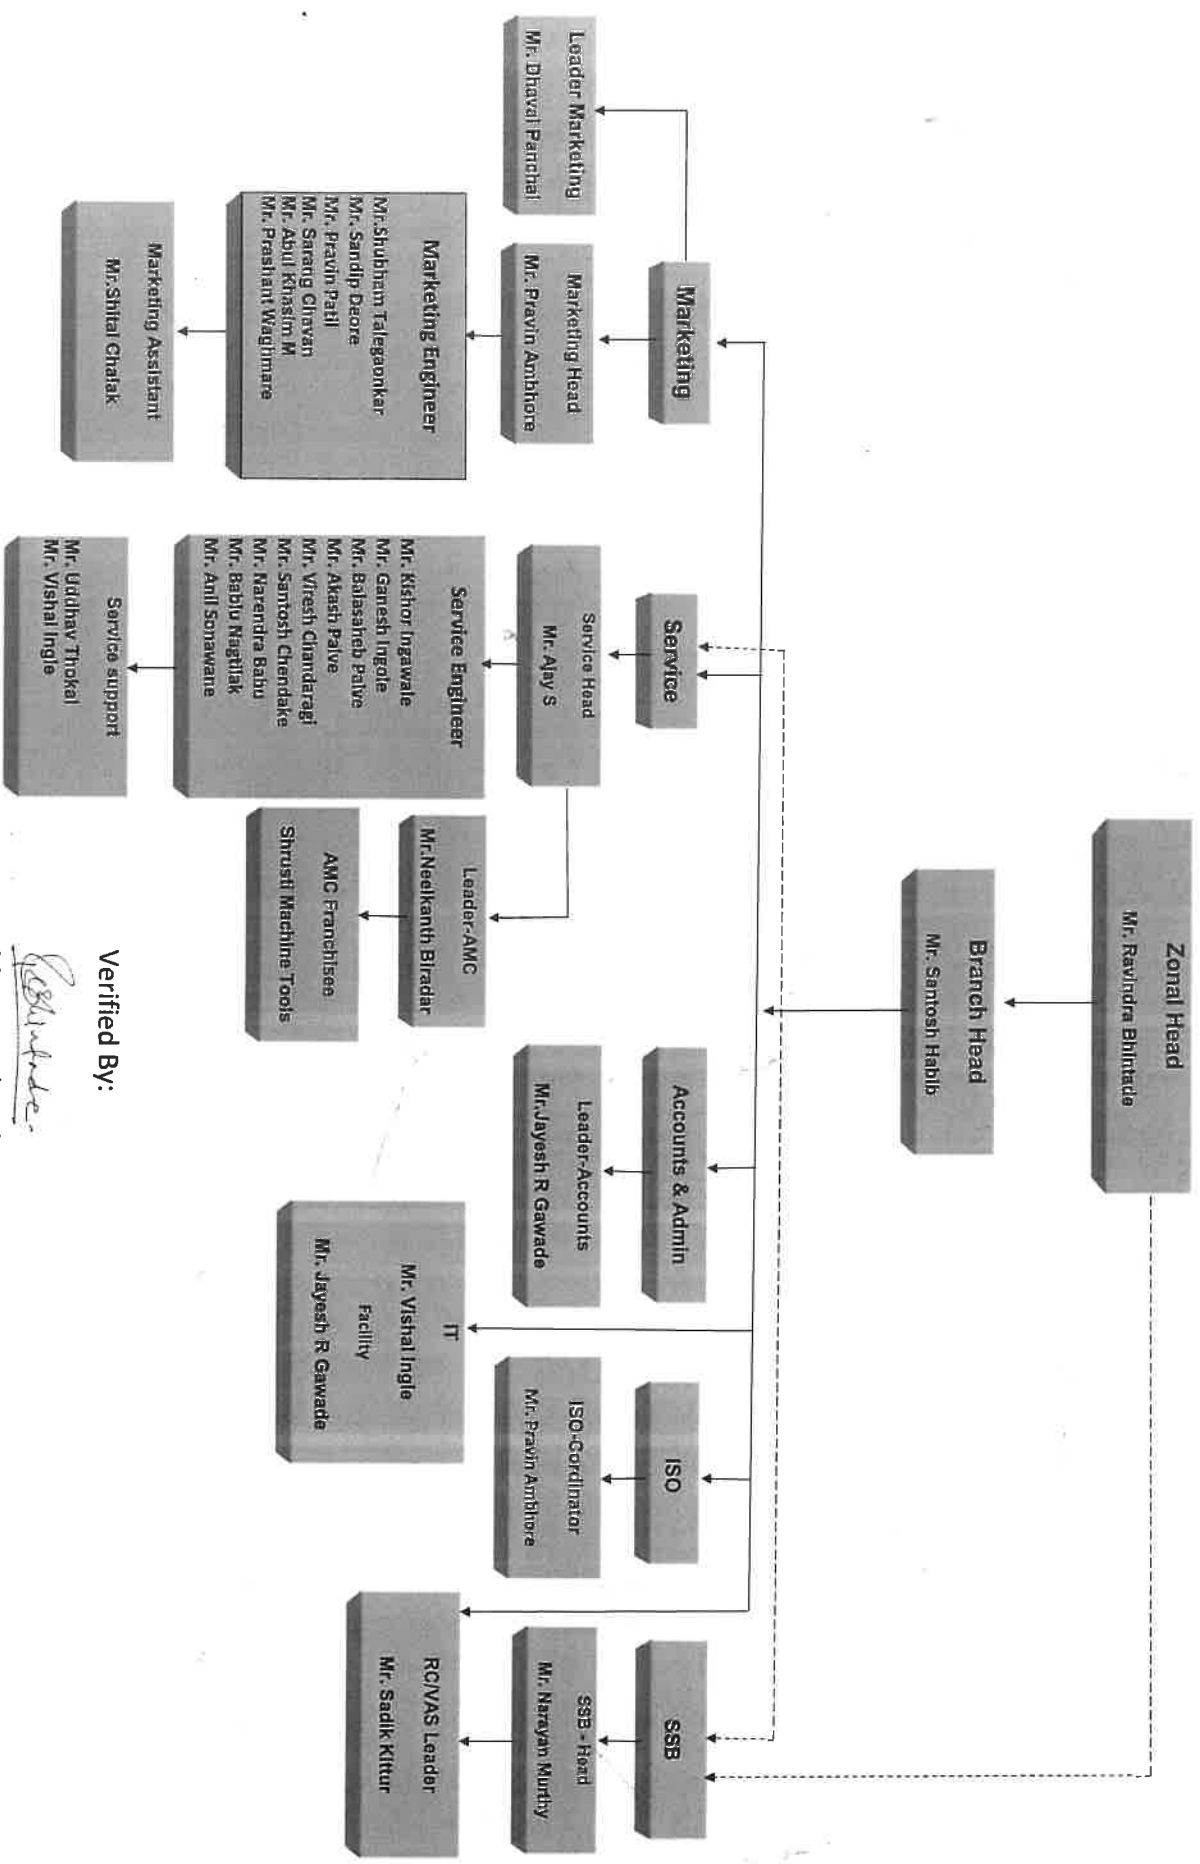 Zonal Head
Mr. Ravindra Bhintade
Branch Head
Mr. Santosh Habib
Marketing
Leader Marketing
Mr. Dhaval Panchal
Marketing Head
Mr. Pravin Ambhore
Marketing Engineer
Mr.Shubham Talegaonkar
Mr. Sandip Deore
Mr. Pravin Patil
Mr. Sarang Chavan
Mr. Abul Khasim M
Mr. Prashant Waghmare
Marketing Assistant
Mr.Shital Chalak
Service
Service Head
Mr. Ajay S
Service Engineer
Mr. Kishor Ingawale
Mr. Ganesh Ingole
Mr. Balasaheb Palve
Mr. Akash Palve
Mr. Viresh Chandaragi
Mr. Santosh Chendake
Mr. Narendra Babu
Mr. Bablu Nagtilak
Mr. Anil Sonawane
Service support
Mr. Uddhav Thokal
Mr. Vishal Ingle
Leader-AMC
Mr.Neelkanth Biradar
AMC Franchisee
Shrusti Machine Tools
Accounts & Admin
Leader-Accounts
Mr.Jayesh R Gawade
IT
Mr. Vishal Ingle
Facility
Mr. Jayesh R Gawade
ISO
ISO-Cordinator
Mr. Pravin Ambhore
SSB
SSB - Head
Mr. Narayan Murthy
RC/VAS Leader
Mr. Sadik Kittur
Verified By: